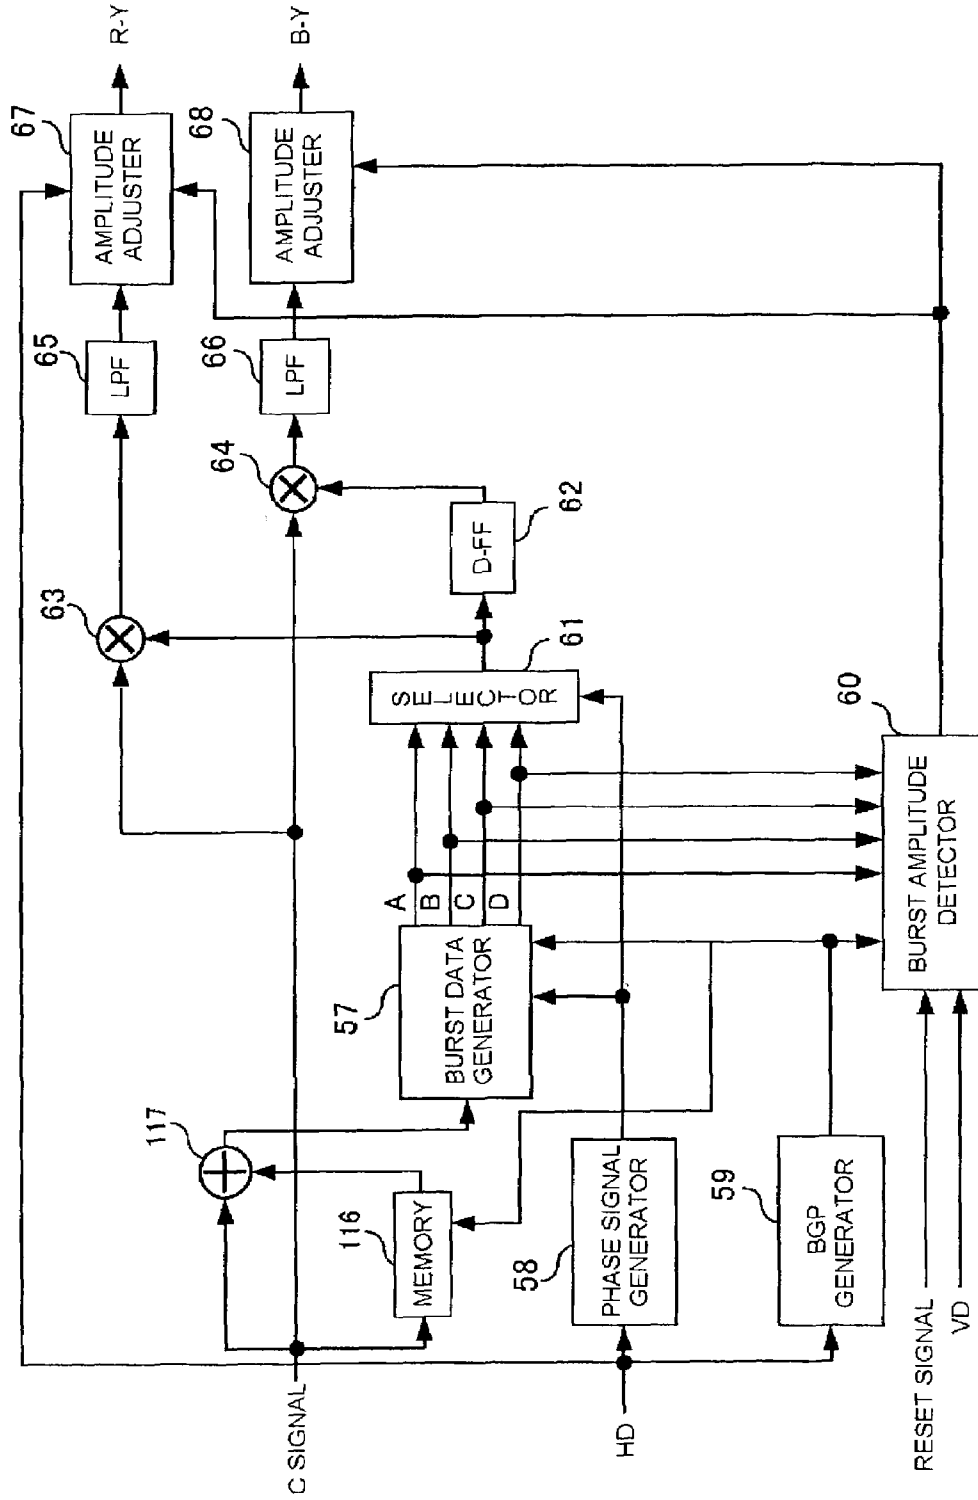 C SIGNAL
HD
RESET SIGNAL
VD
117
116
MEMORY
58
PHASE SIGNAL
GENERATOR
59
BGP
GENERATOR
57
BURST DATA
GENERATOR
A
B
C
D
61
SELECTOR
60
BURST AMPLITUDE
DETECTOR
62
D-FF
63
64
65
LPF
66
LPF
67
AMPLITUDE
ADJUSTER
68
AMPLITUDE
ADJUSTER
R-Y
B-Y